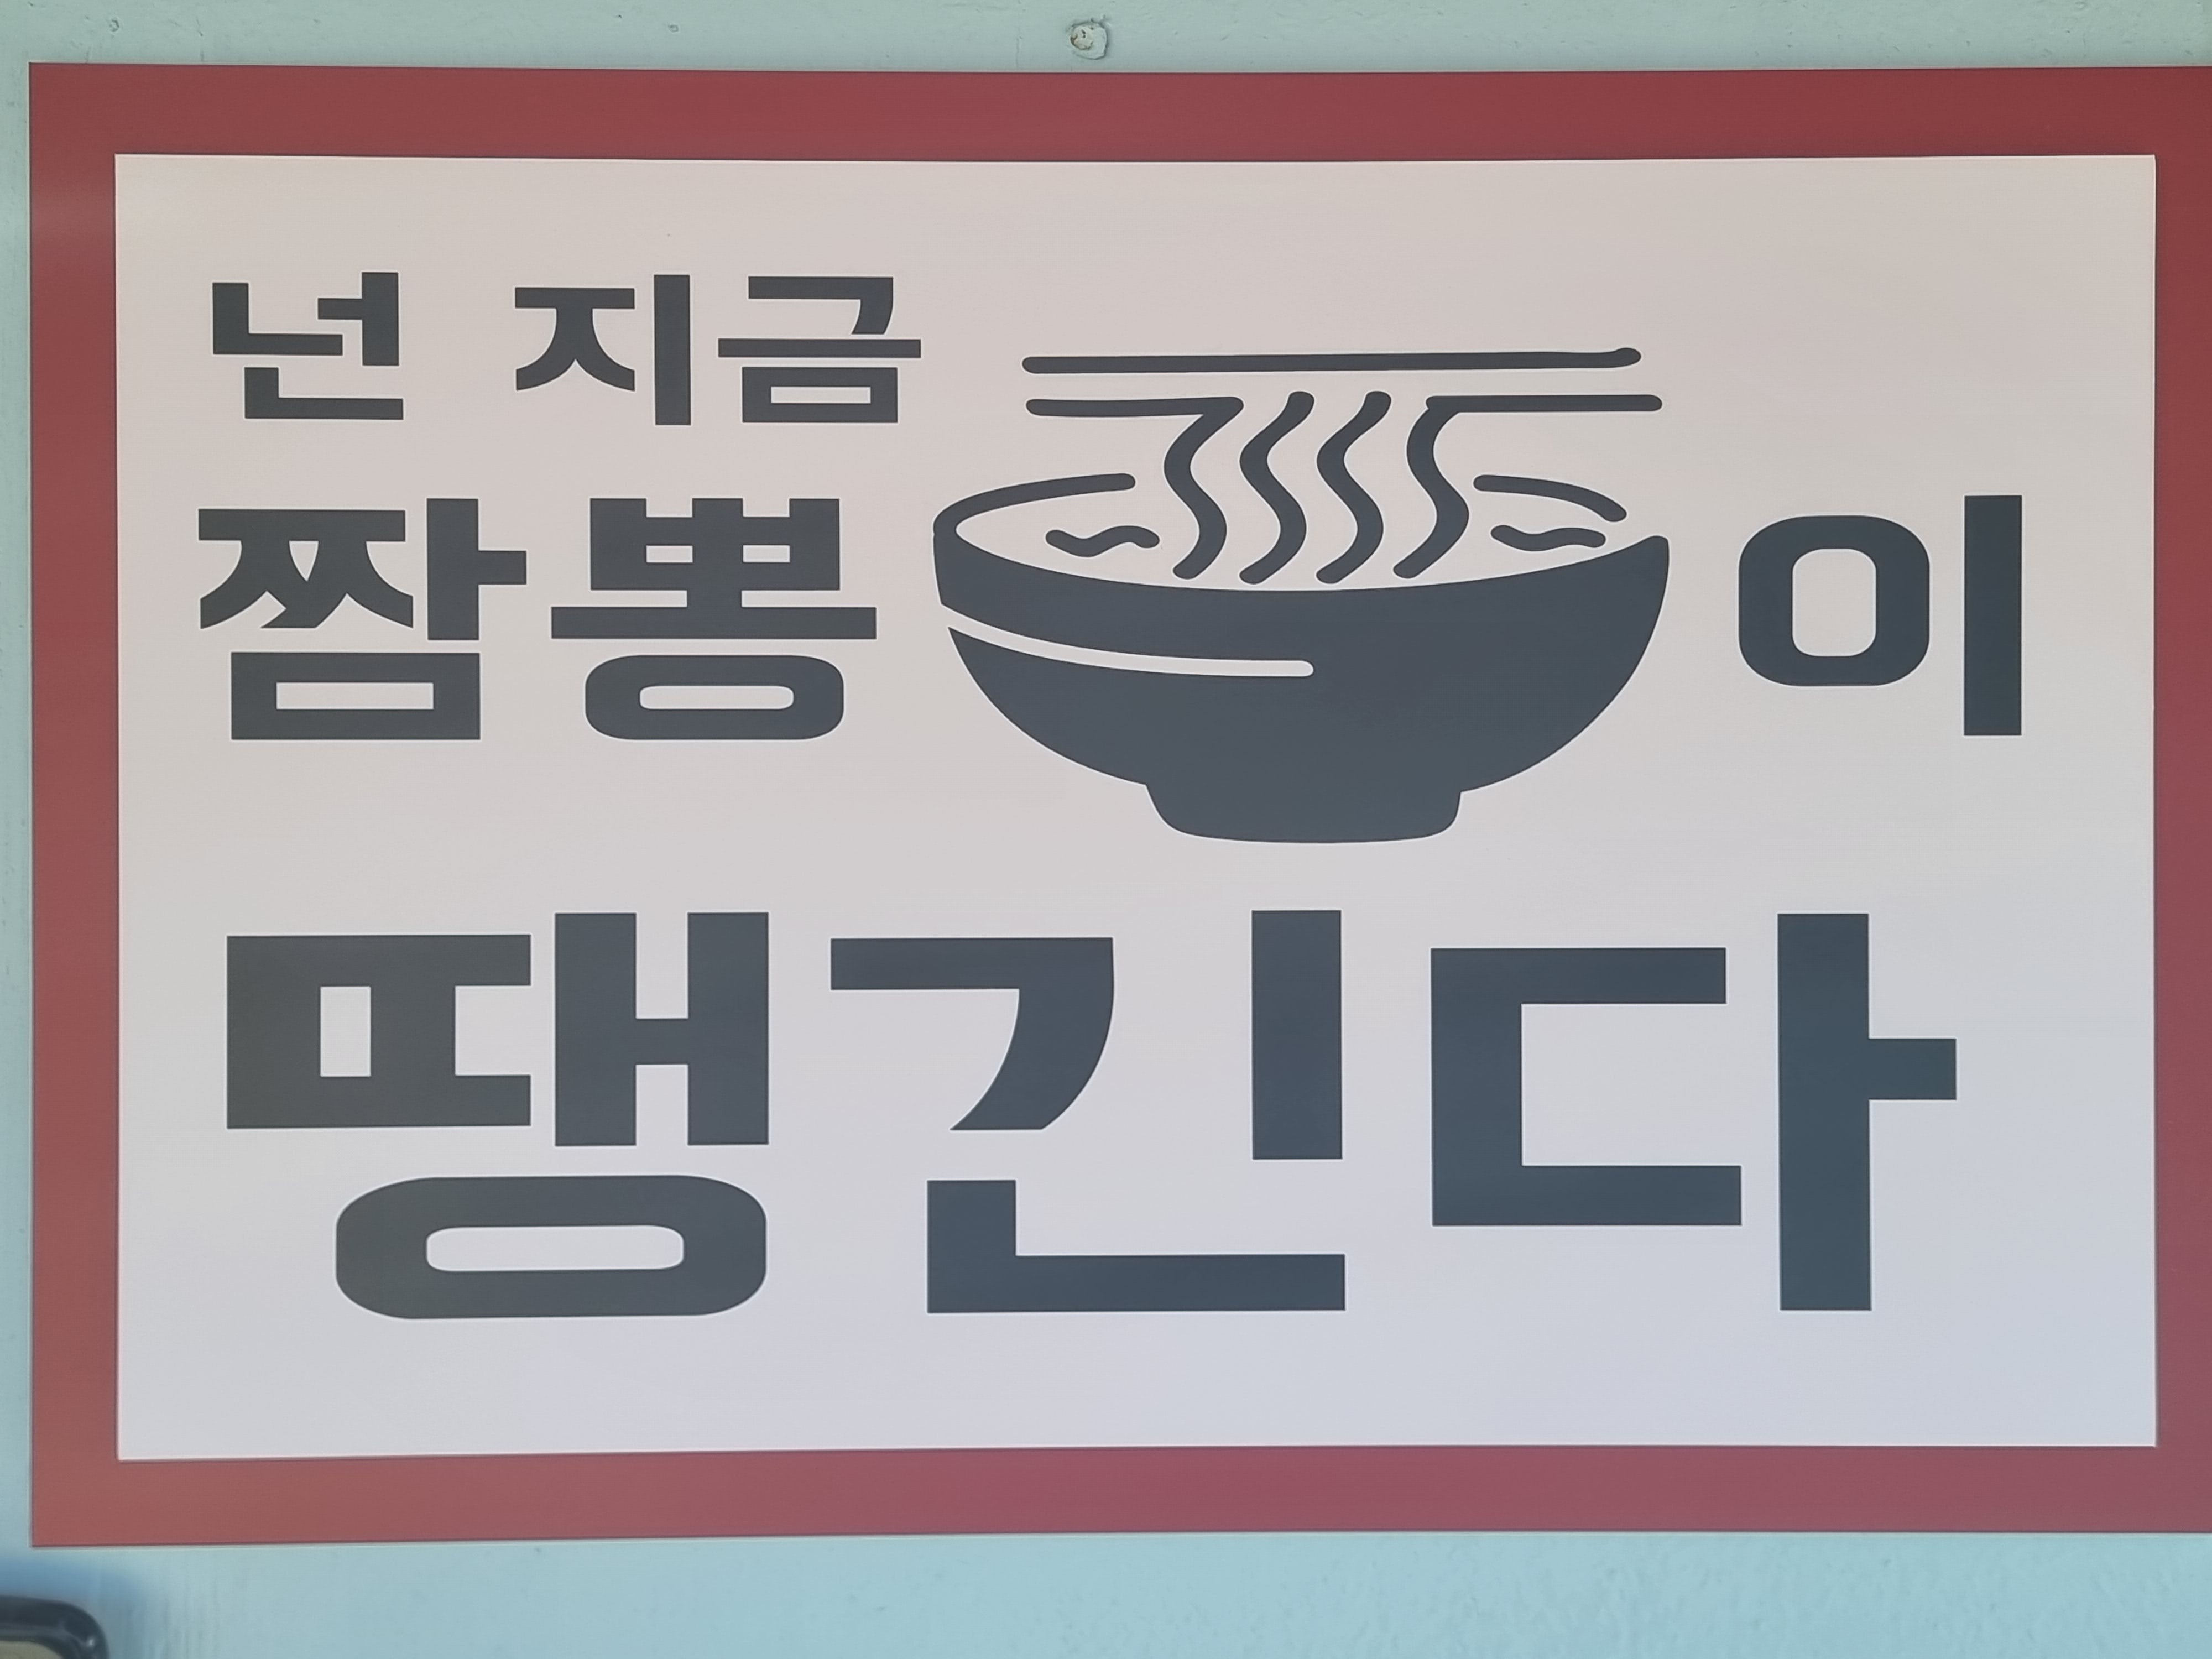 넌 지금
짬뽕이
땡긴다